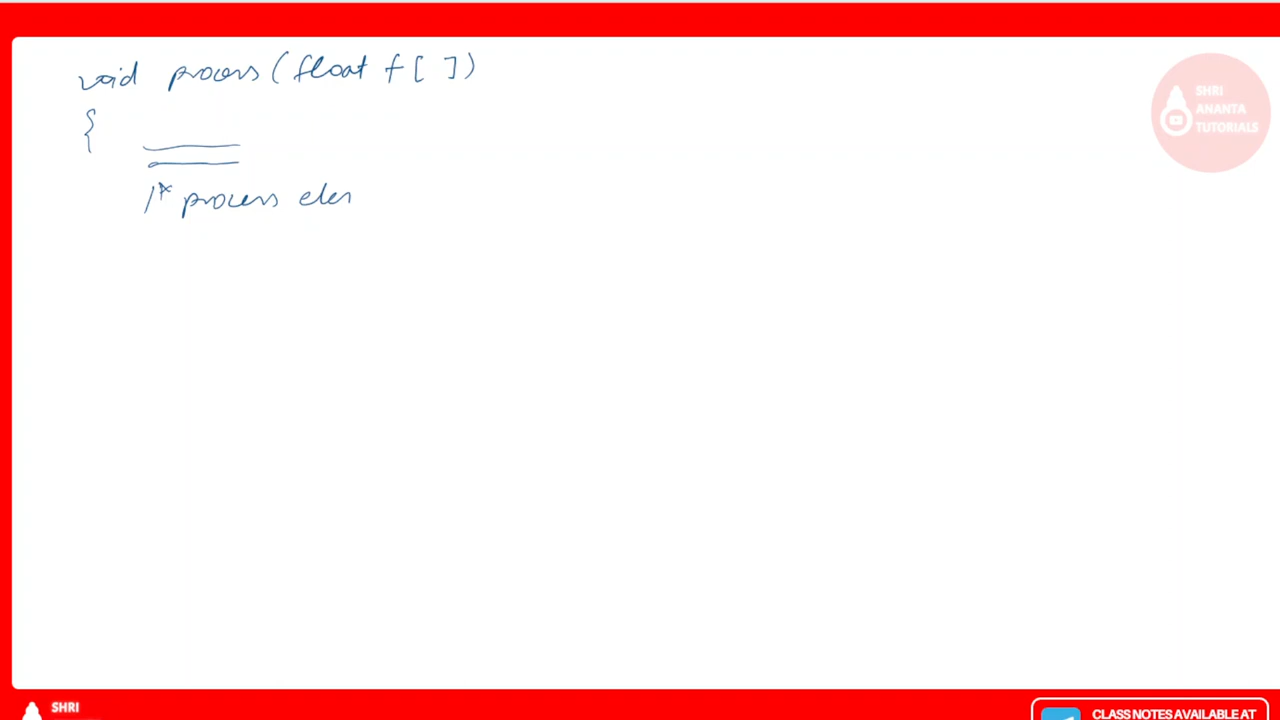 void process (float f[ ])
{
/* process elem
SHRI
ANANTA
TUTORIALS
SHRI
CLASS NOTES AVAILABLE AT